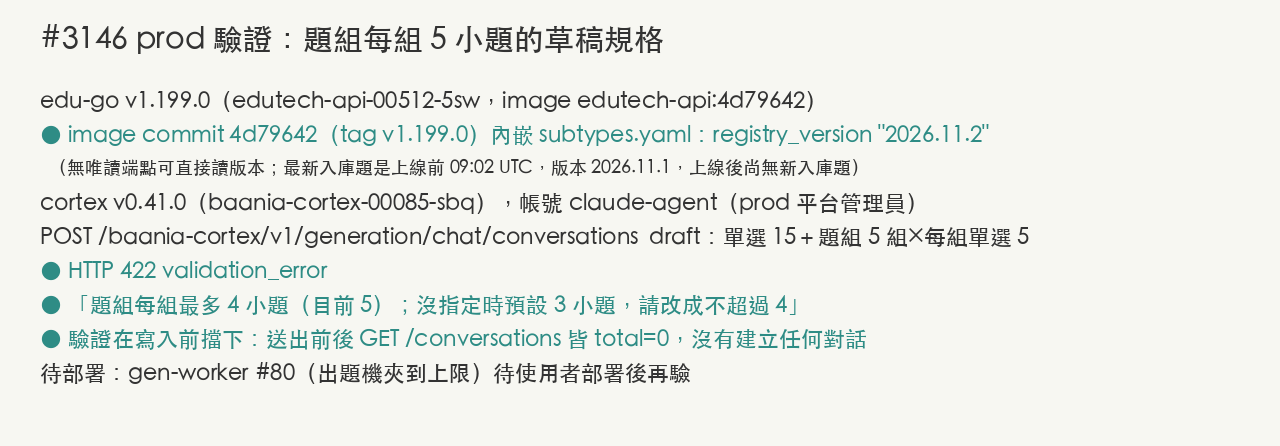 #3146 prod 驗證：題組每組 5 小題的草稿規格
edu-go v1.199.0（edutech-api-00512-5sw，image edutech-api:4d79642）
● image commit 4d79642（tag v1.199.0）內嵌 subtypes.yaml：registry_version "2026.11.2"
（無唯讀端點可直接讀版本；最新入庫題是上線前 09:02 UTC，版本 2026.11.1，上線後尚無新入庫題）
cortex v0.41.0（baania-cortex-00085-sbq），帳號 claude-agent（prod 平台管理員）
POST /baania-cortex/v1/generation/chat/conversations draft：單選 15＋題組 5 組×每組單選 5
● HTTP 422 validation_error
● 「題組每組最多 4 小題（目前 5）；沒指定時預設 3 小題，請改成不超過 4」
● 驗證在寫入前擋下：送出前後 GET /conversations 皆 total=0，沒有建立任何對話
待部署：gen-worker #80（出題機夾到上限）待使用者部署後再驗